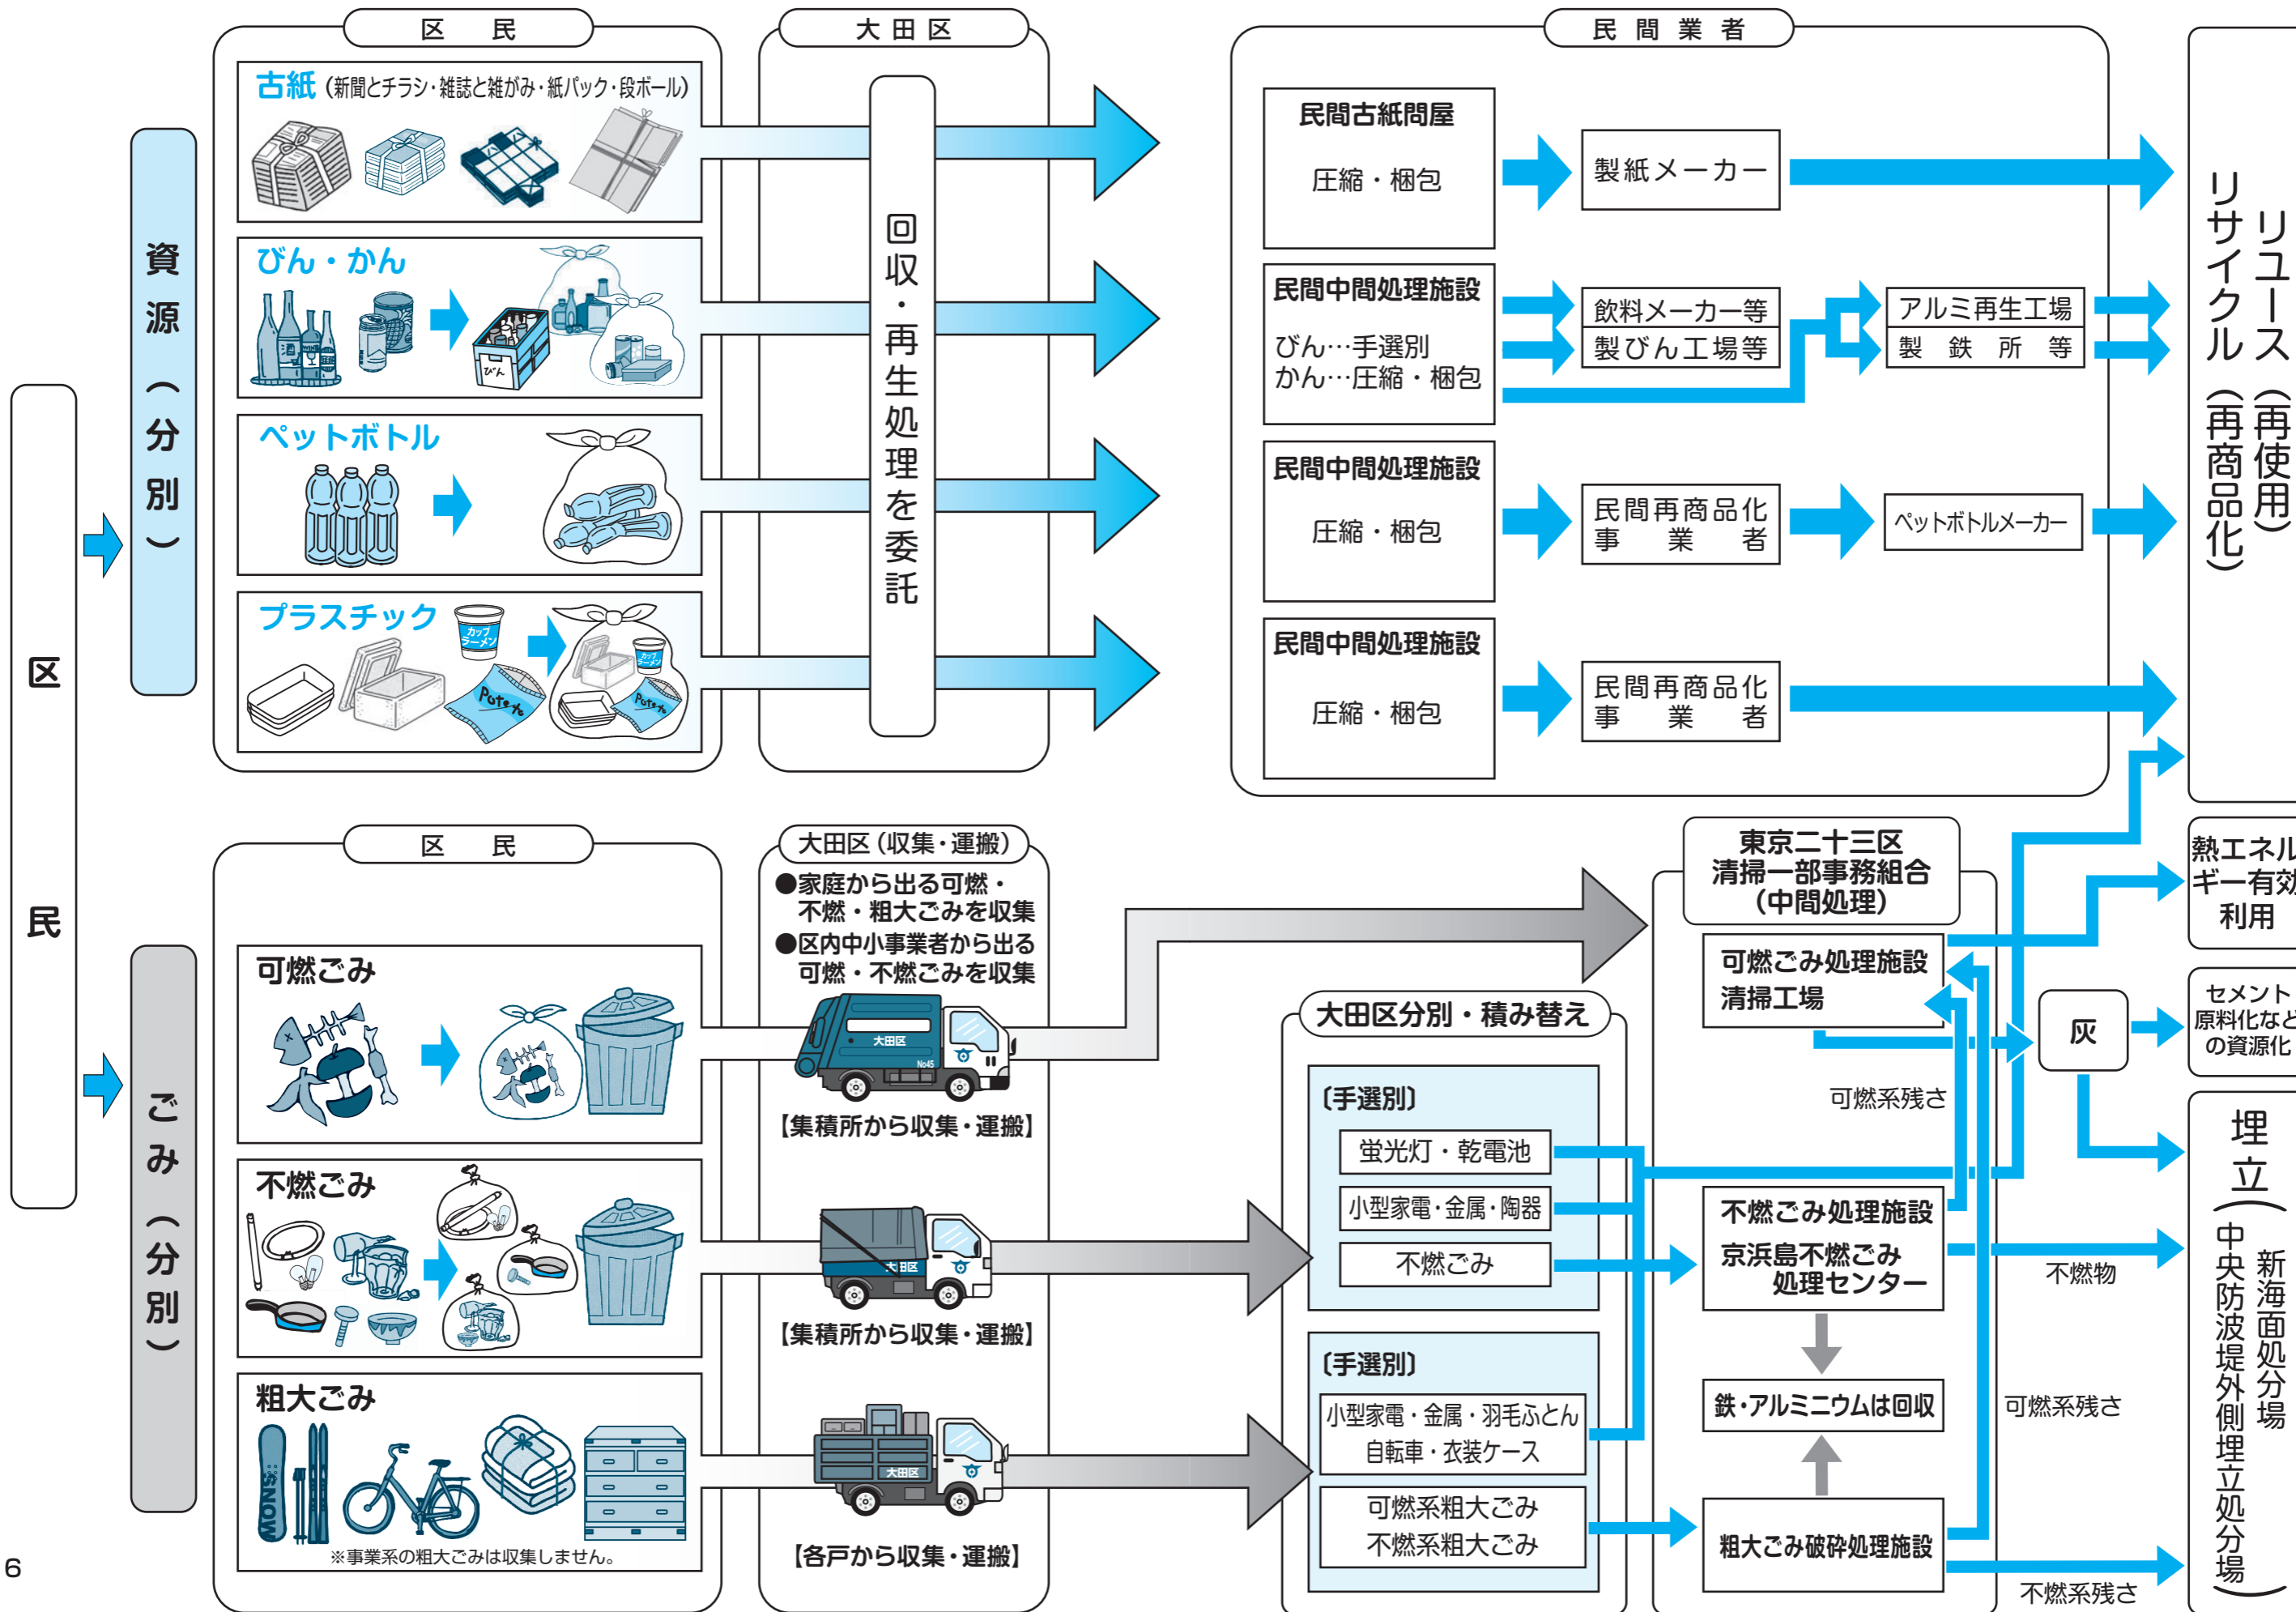 区民
資源（分別）
区 民
古紙（新聞とチラシ・雑誌と雑がみ・紙パック・段ボール）
びん・かん
びん
ペットボトル
プラスチック
カップ
ラーメン
カップ
ラーメン
Poteto
Poteto
大田区
回収・再生処理を委託
民間業者
民間古紙問屋
圧縮・梱包
製紙メーカー
民間中間処理施設
びん…手選別
かん…圧縮・梱包
飲料メーカー等
製びん工場等
アルミ再生工場
製鉄所等
民間中間処理施設
圧縮・梱包
民間再商品化
事業者
ペットボトルメーカー
民間中間処理施設
圧縮・梱包
民間再商品化
事業者
リユース（再使用）
リサイクル（再商品化）
ごみ（分別）
区 民
可燃ごみ
不燃ごみ
粗大ごみ
SNOW
※事業系の粗大ごみは収集しません。
大田区（収集・運搬）
●家庭から出る可燃・
不燃・粗大ごみを収集
●区内中小事業者から出る
可燃・不燃ごみを収集
大田区
No45
【集積所から収集・運搬】
大田区
【集積所から収集・運搬】
大田区
【各戸から収集・運搬】
大田区分別・積み替え
〔手選別〕
蛍光灯・乾電池
小型家電・金属・陶器
不燃ごみ
〔手選別〕
小型家電・金属・羽毛ふとん
自転車・衣装ケース
可燃系粗大ごみ
不燃系粗大ごみ
東京二十三区
清掃一部事務組合
（中間処理）
可燃ごみ処理施設
清掃工場
可燃系残さ
不燃ごみ処理施設
京浜島不燃ごみ
処理センター
鉄・アルミニウムは回収
粗大ごみ破砕処理施設
灰
不燃物
可燃系残さ
不燃系残さ
熱エネル
ギー有効
利用
セメント
原料化など
の資源化
埋立（
新海面処分場
中央防波堤外側埋立処分場
）
6